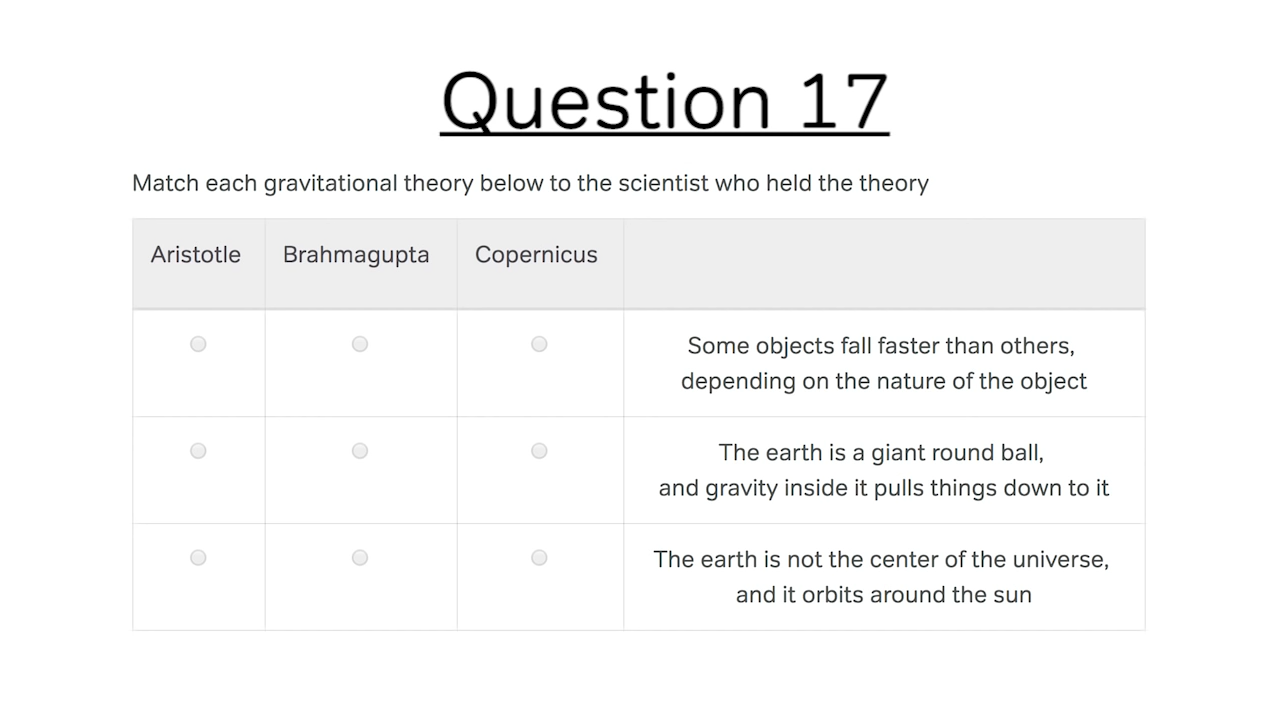 Question 17
Match each gravitational theory below to the scientist who held the theory
Aristotle
Brahmagupta
Copernicus
Some objects fall faster than others,
depending on the nature of the object
The earth is a giant round ball,
and gravity inside it pulls things down to it
The earth is not the center of the universe,
and it orbits around the sun